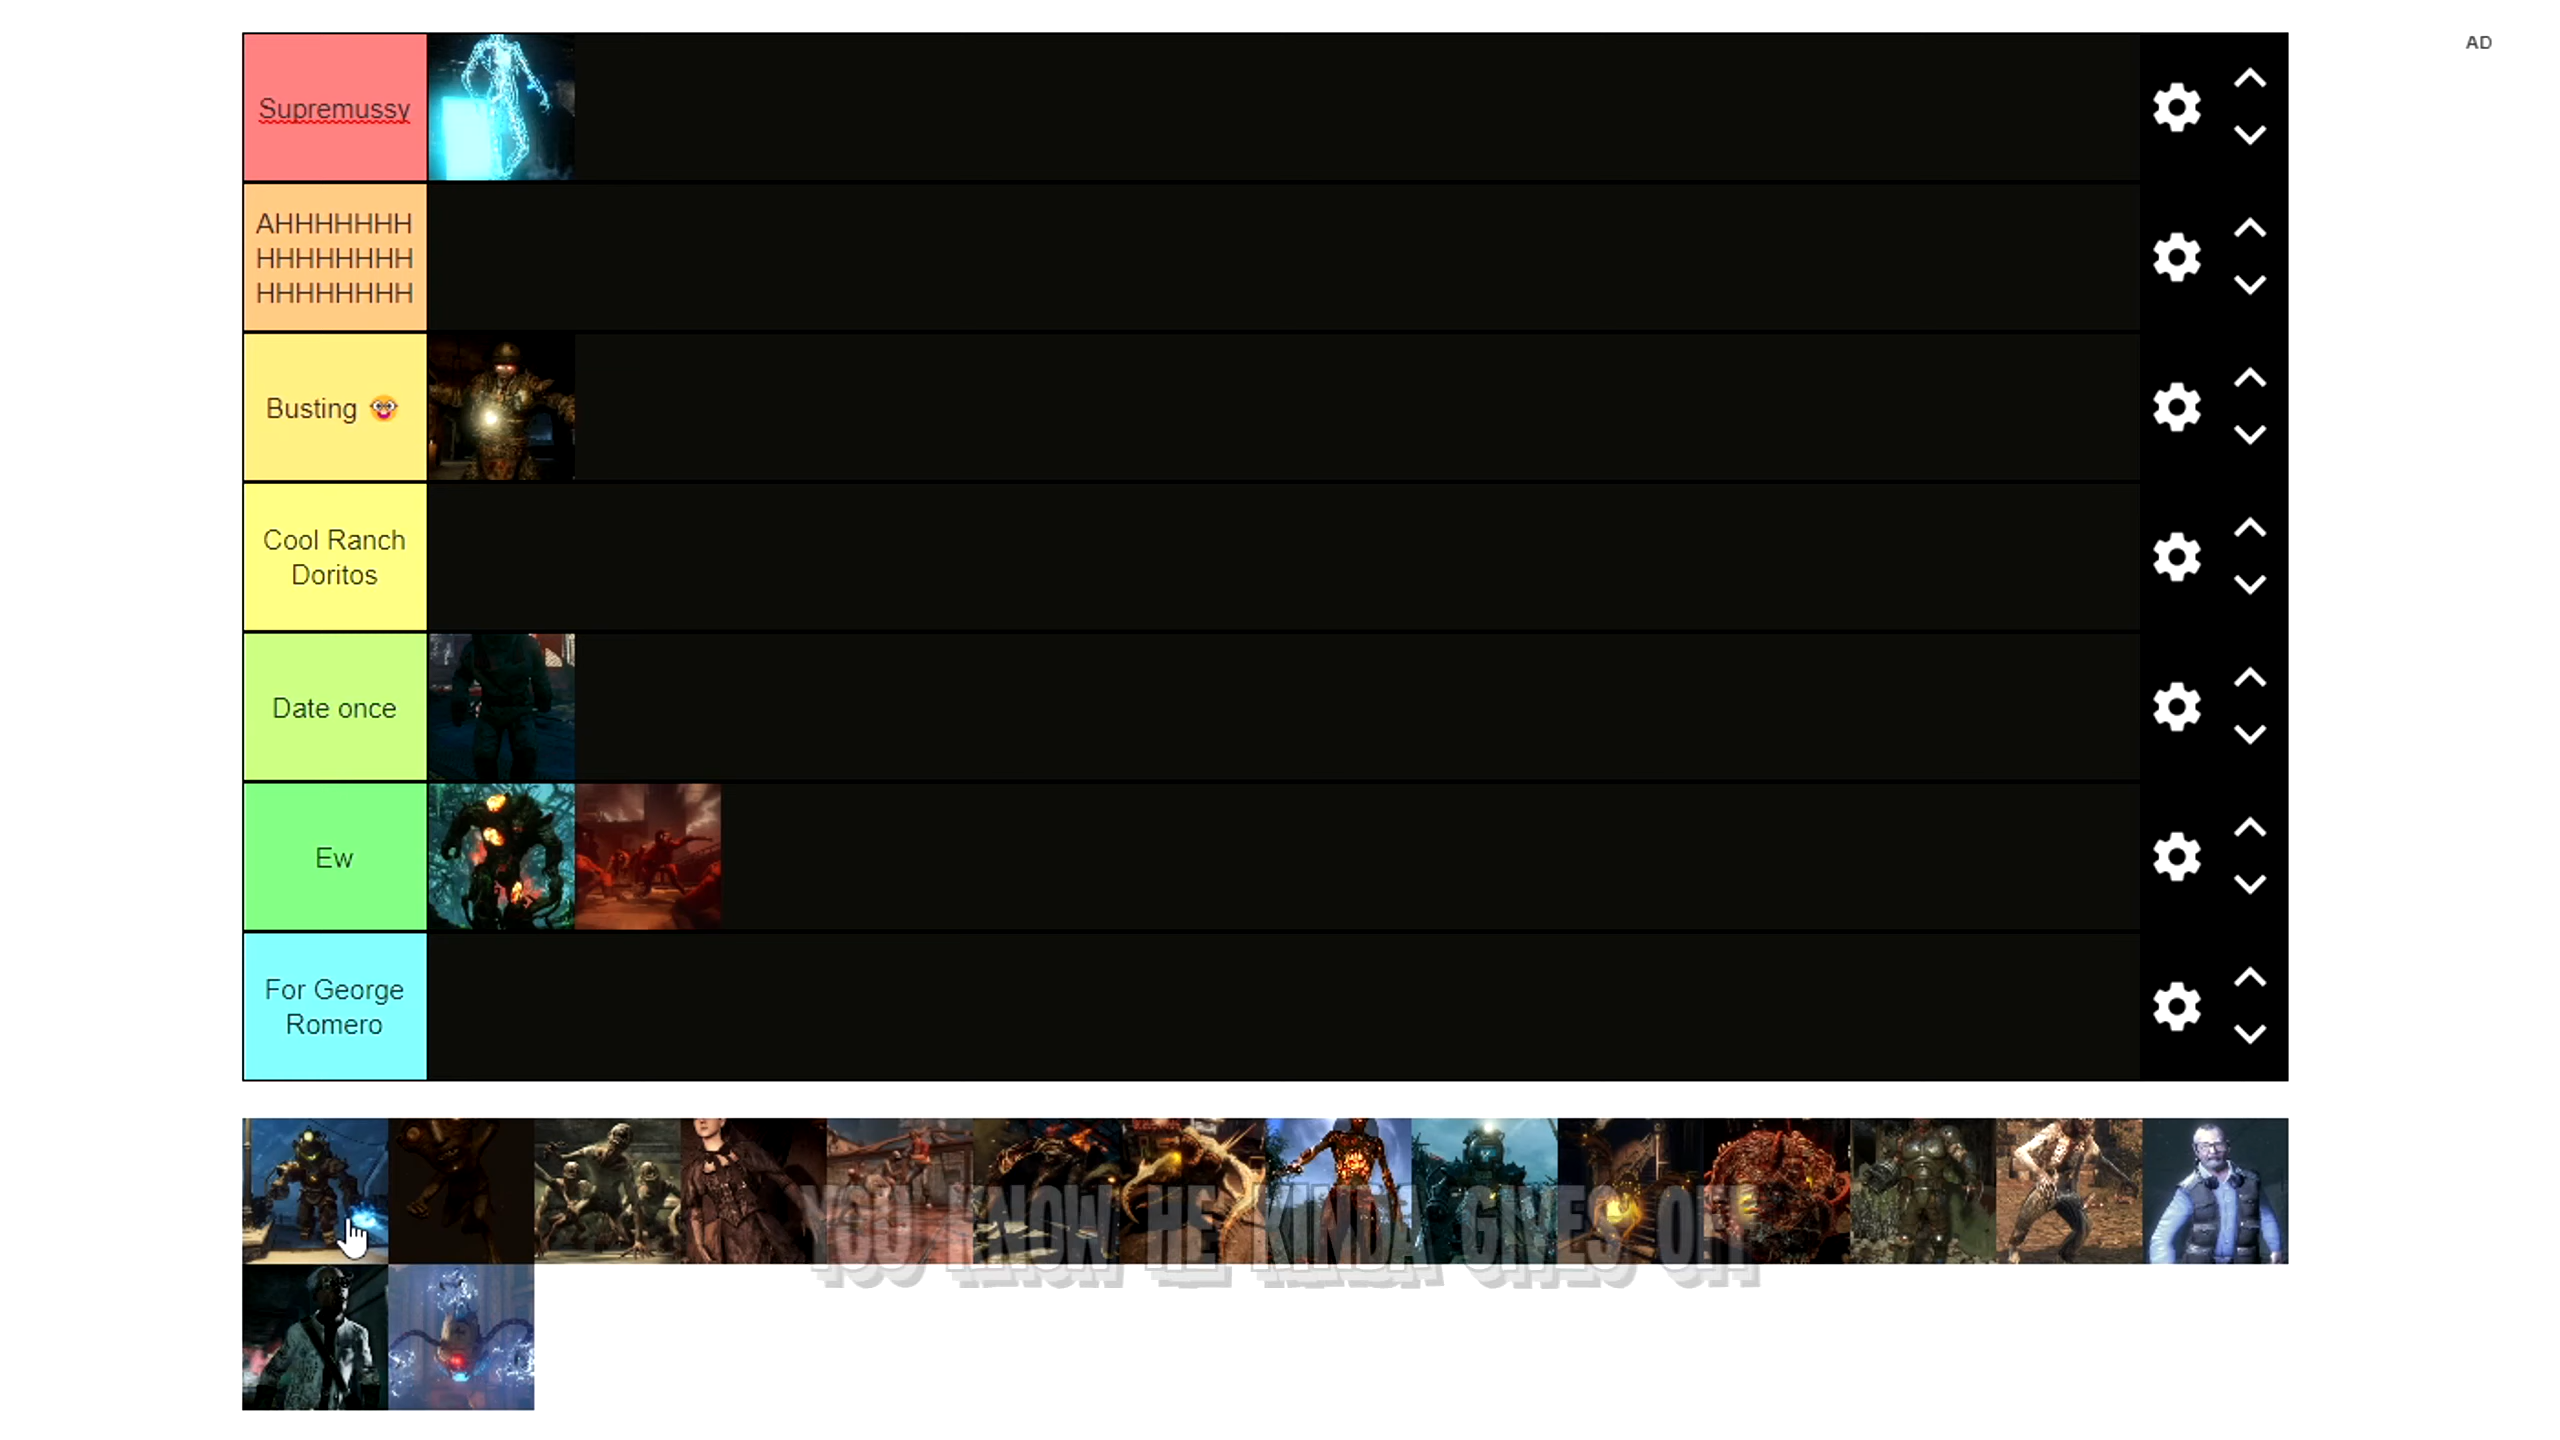 AD
Supremussy
AHHHHHHH
HHHHHHHH
HHHHHHHH
Busting 🥸
Cool Ranch
Doritos
Date once
Ew
For George
Romero
YOU KNOW HE KINDA GIVES OFF